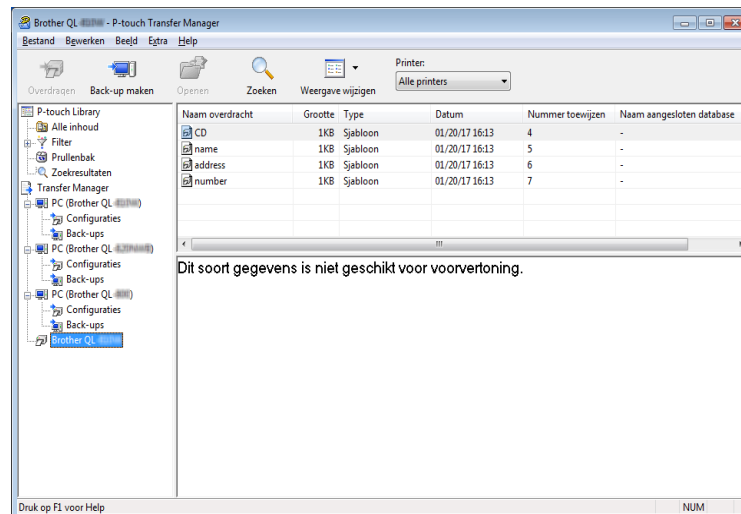 Brother QL - P-touch Transfer Manager
Bestand Bewerken Beeld Extra Help
Overdragen Back-up maken Openen Zoeken Weergave wijzigen
Printer:
Alle printers
P-touch Library
Alle inhoud
Filter
Prullenbak
Zoekresultaten
Transfer Manager
PC (Brother QL )
Configuraties
Back-ups
PC (Brother QL )
Configuraties
Back-ups
PC (Brother QL )
Configuraties
Back-ups
Brother QL
Naam overdracht Grootte Type Datum Nummer toewijzen Naam aangesloten database
CD 1KB Sjabloon 01/20/17 16:13 4 -
name 1KB Sjabloon 01/20/17 16:13 5 -
address 1KB Sjabloon 01/20/17 16:13 6 -
number 1KB Sjabloon 01/20/17 16:13 7 -
Dit soort gegevens is niet geschikt voor voorvertoning.
Druk op F1 voor Help NUM